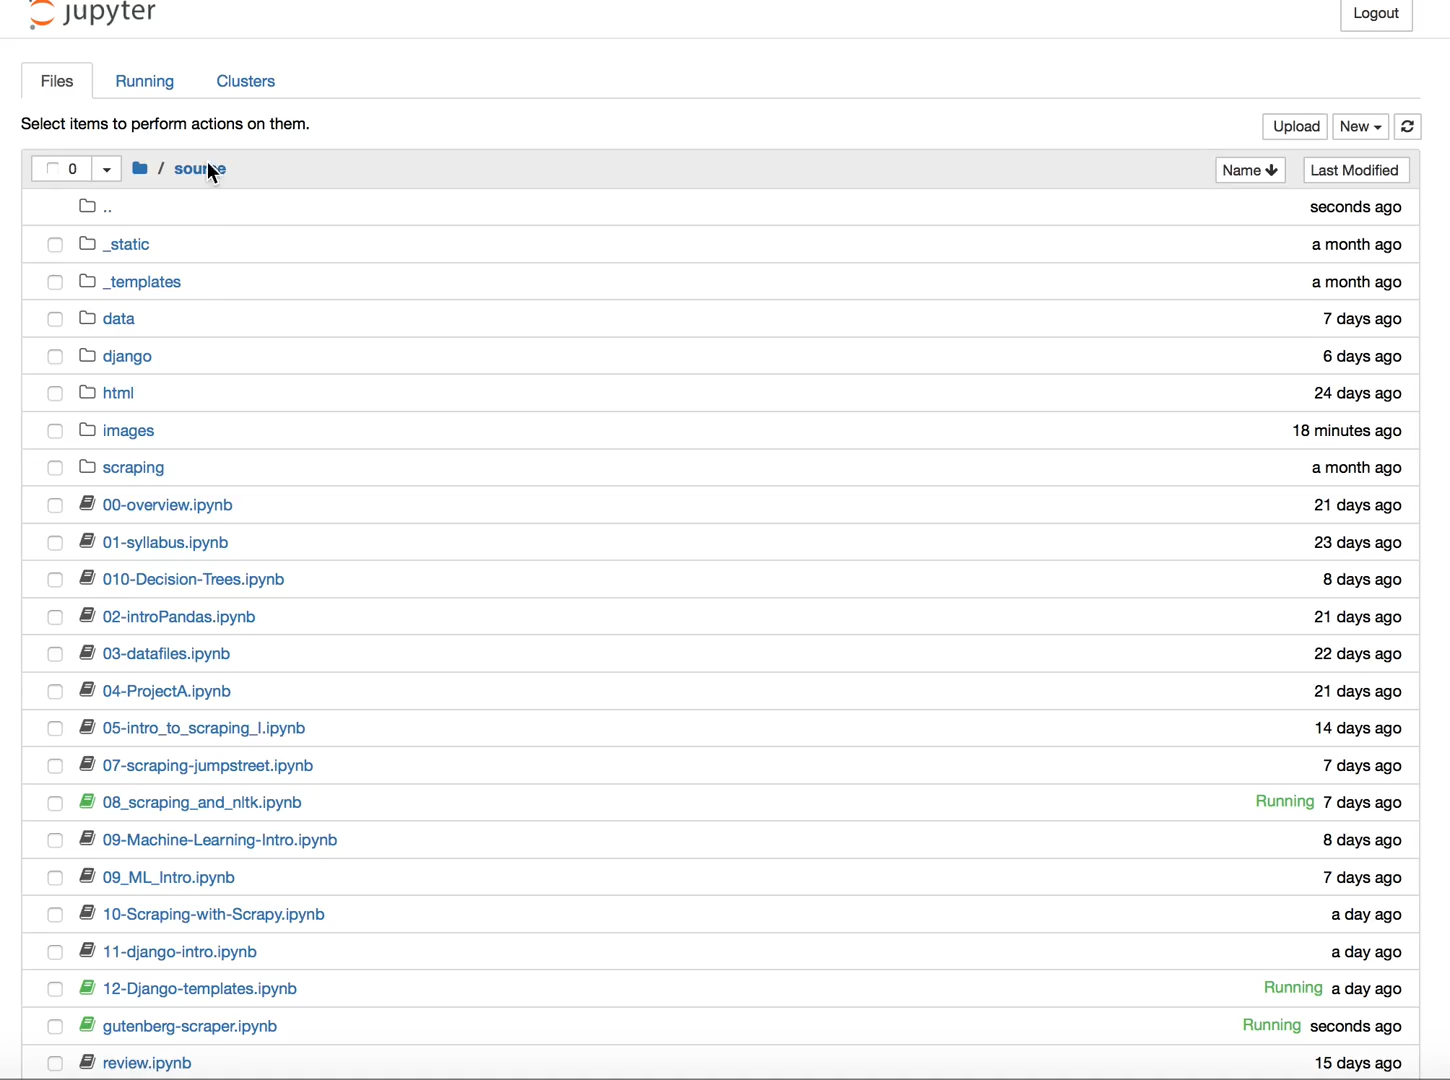 jupyter
Logout
Files Running Clusters
Select items to perform actions on them.
Upload New
0 / source Name Last Modified
.. seconds ago
_static a month ago
_templates a month ago
data 7 days ago
django 6 days ago
html 24 days ago
images 18 minutes ago
scraping a month ago
00-overview.ipynb 21 days ago
01-syllabus.ipynb 23 days ago
010-Decision-Trees.ipynb 8 days ago
02-introPandas.ipynb 21 days ago
03-datafiles.ipynb 22 days ago
04-ProjectA.ipynb 21 days ago
05-intro_to_scraping_I.ipynb 14 days ago
07-scraping-jumpstreet.ipynb 7 days ago
08_scraping_and_nltk.ipynb Running 7 days ago
09-Machine-Learning-Intro.ipynb 8 days ago
09_ML_Intro.ipynb 7 days ago
10-Scraping-with-Scrapy.ipynb a day ago
11-django-intro.ipynb a day ago
12-Django-templates.ipynb Running a day ago
gutenberg-scraper.ipynb Running seconds ago
review.ipynb 15 days ago